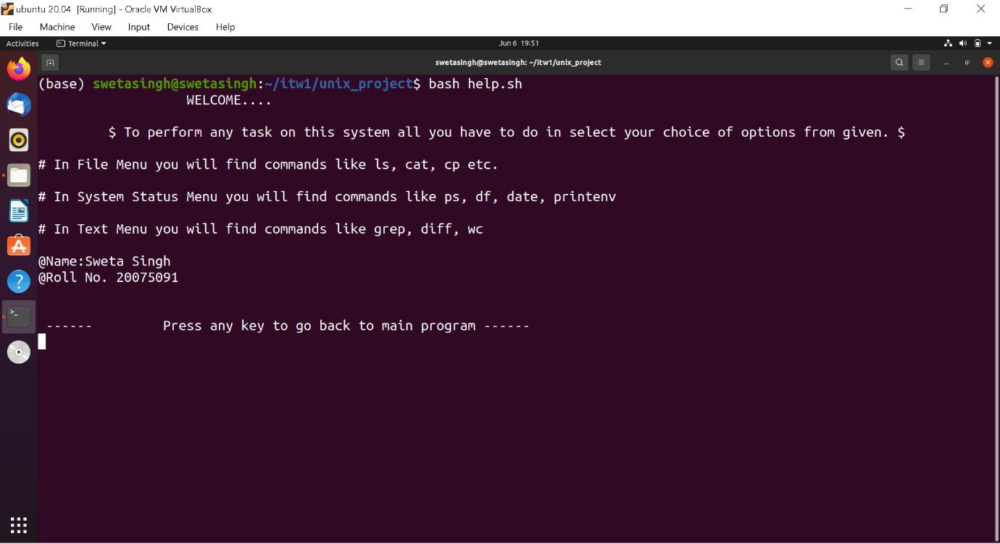 ubuntu 20.04 [Running] - Oracle VM VirtualBox
File Machine View Input Devices Help
Activities Terminal Jun 6 19:51
swetasingh@swetasingh: ~/itw1/unix_project
(base) swetasingh@swetasingh:~/itw1/unix_project$ bash help.sh
WELCOME....
$ To perform any task on this system all you have to do in select your choice of options from given. $
# In File Menu you will find commands like ls, cat, cp etc.
# In System Status Menu you will find commands like ps, df, date, printenv
# In Text Menu you will find commands like grep, diff, wc
@Name:Sweta Singh
@Roll No. 20075091
------ Press any key to go back to main program ------